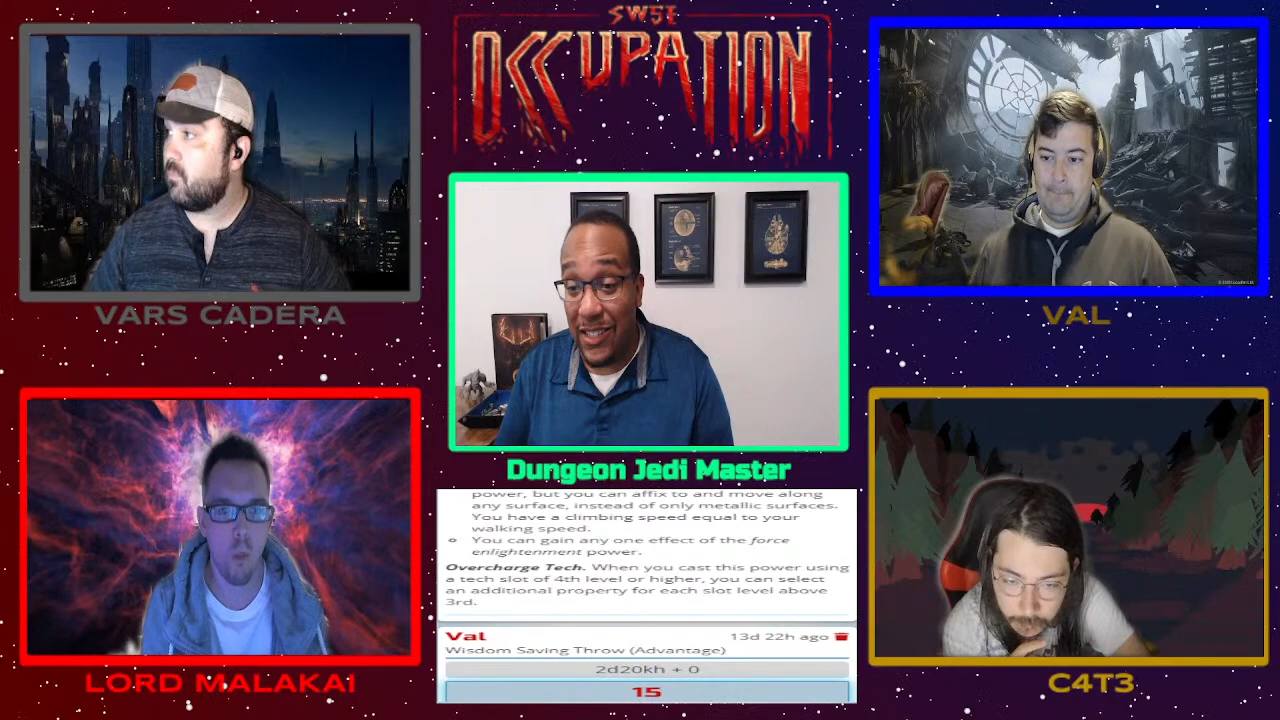 SW5E
OCCUPATION
VARS CADERA
VAL
Dungeon Jedi Master
power, but you can affix to and move along
any surface, instead of only metallic surfaces.
You have a climbing speed equal to your
walking speed.
You can gain any one effect of the force
enlightenment power.
Overcharge Tech. When you cast this power using
a tech slot of 4th level or higher, you can select
an additional property for each slot level above
3rd.
Val 13d 22h ago
Wisdom Saving Throw (Advantage)
2d20kh + 0
15
LORD MALAKAI
C4T3